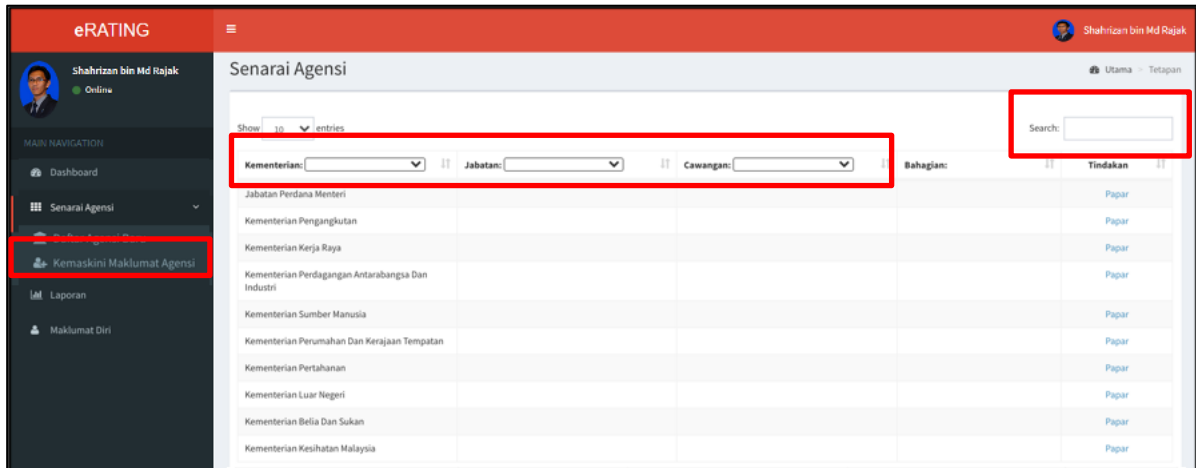 eRATING
Shahrizan bin Md Rajak
Shahrizan bin Md Rajak
Online
Senarai Agensi
Utama > Tetapan
MAIN NAVIGATION
Dashboard
Senarai Agensi
Daftar Agensi Baru
Kemaskini Maklumat Agensi
Laporan
Maklumat Diri
Show 10 entries
Search:
Kementerian: Jabatan: Cawangan: Bahagian: Tindakan
Jabatan Perdana Menteri Papar
Kementerian Pengangkutan Papar
Kementerian Kerja Raya Papar
Kementerian Perdagangan Antarabangsa Dan
Industri Papar
Kementerian Sumber Manusia Papar
Kementerian Perumahan Dan Kerajaan Tempatan Papar
Kementerian Pertahanan Papar
Kementerian Luar Negeri Papar
Kementerian Belia Dan Sukan Papar
Kementerian Kesihatan Malaysia Papar